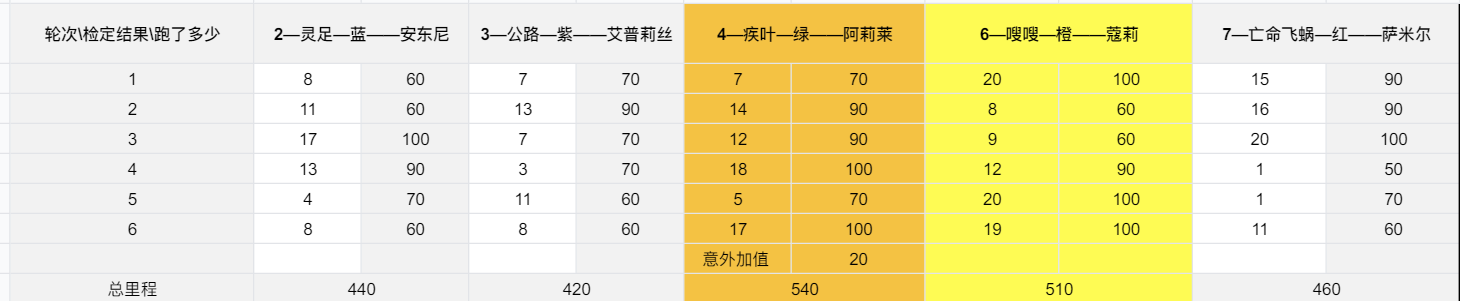 轮次\检定结果\跑了多少 2—灵足—蓝——安东尼 3—公路—紫——艾普莉丝 4—疾叶—绿——阿莉莱 6—嗖嗖—橙——蔻莉 7—亡命飞蜗—红——萨米尔
1 8 60 7 70 7 70 20 100 15 90
2 11 60 13 90 14 90 8 60 16 90
3 17 100 7 70 12 90 9 60 20 100
4 13 90 3 70 18 100 12 90 1 50
5 4 70 11 60 5 70 20 100 1 70
6 8 60 8 60 17 100 19 100 11 60
意外加值 20
总里程 440 420 540 510 460